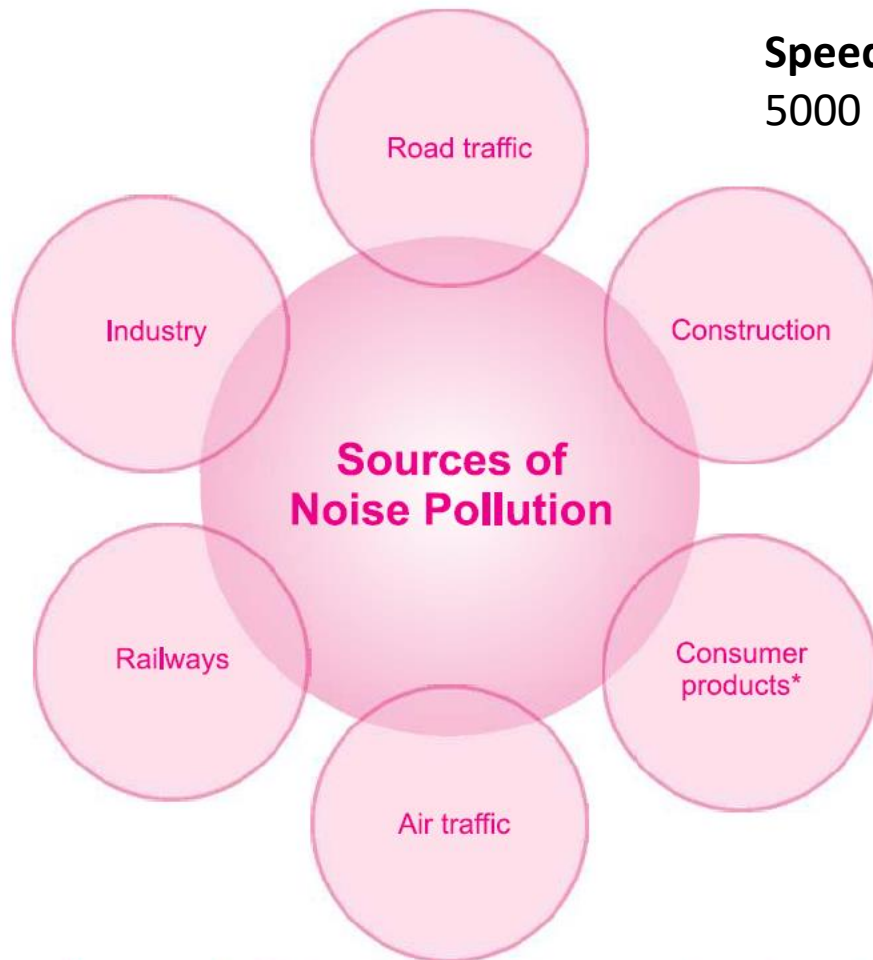 Speed
5000
Road traffic
Industry
Construction
Sources of
Noise Pollution
Railways
Consumer
products*
Air traffic